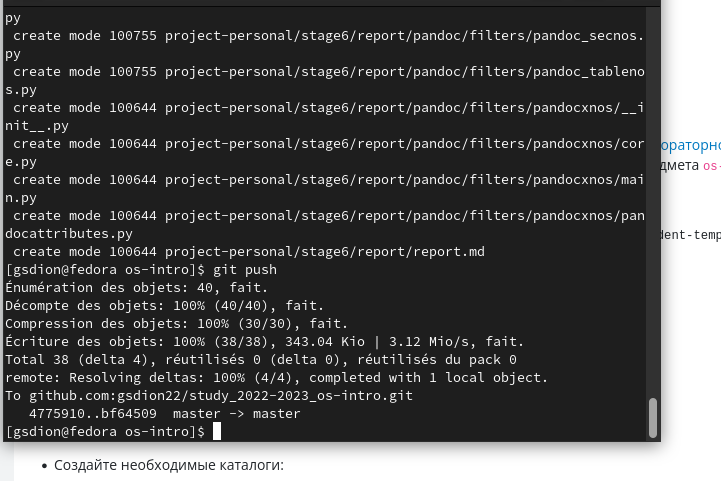 py
 create mode 100755 project-personal/stage6/report/pandoc/filters/pandoc_secnos.
py
 create mode 100755 project-personal/stage6/report/pandoc/filters/pandoc_tableno
s.py
 create mode 100644 project-personal/stage6/report/pandoc/filters/pandocxnos/__i
nit__.py
 create mode 100644 project-personal/stage6/report/pandoc/filters/pandocxnos/cor
e.py
 create mode 100644 project-personal/stage6/report/pandoc/filters/pandocxnos/mai
n.py
 create mode 100644 project-personal/stage6/report/pandoc/filters/pandocxnos/pan
docattributes.py
 create mode 100644 project-personal/stage6/report/report.md
[gsdion@fedora os-intro]$ git push
Énumération des objets: 40, fait.
Décompte des objets: 100% (40/40), fait.
Compression des objets: 100% (30/30), fait.
Écriture des objets: 100% (38/38), 343.04 Kio | 3.12 Mio/s, fait.
Total 38 (delta 4), réutilisés 0 (delta 0), réutilisés du pack 0
remote: Resolving deltas: 100% (4/4), completed with 1 local object.
To github.com:gsdion22/study_2022-2023_os-intro.git
   4775910..bf64509  master -> master
[gsdion@fedora os-intro]$
ораторно
дмета os-
dent-temp
• Создайте необходимые каталоги: